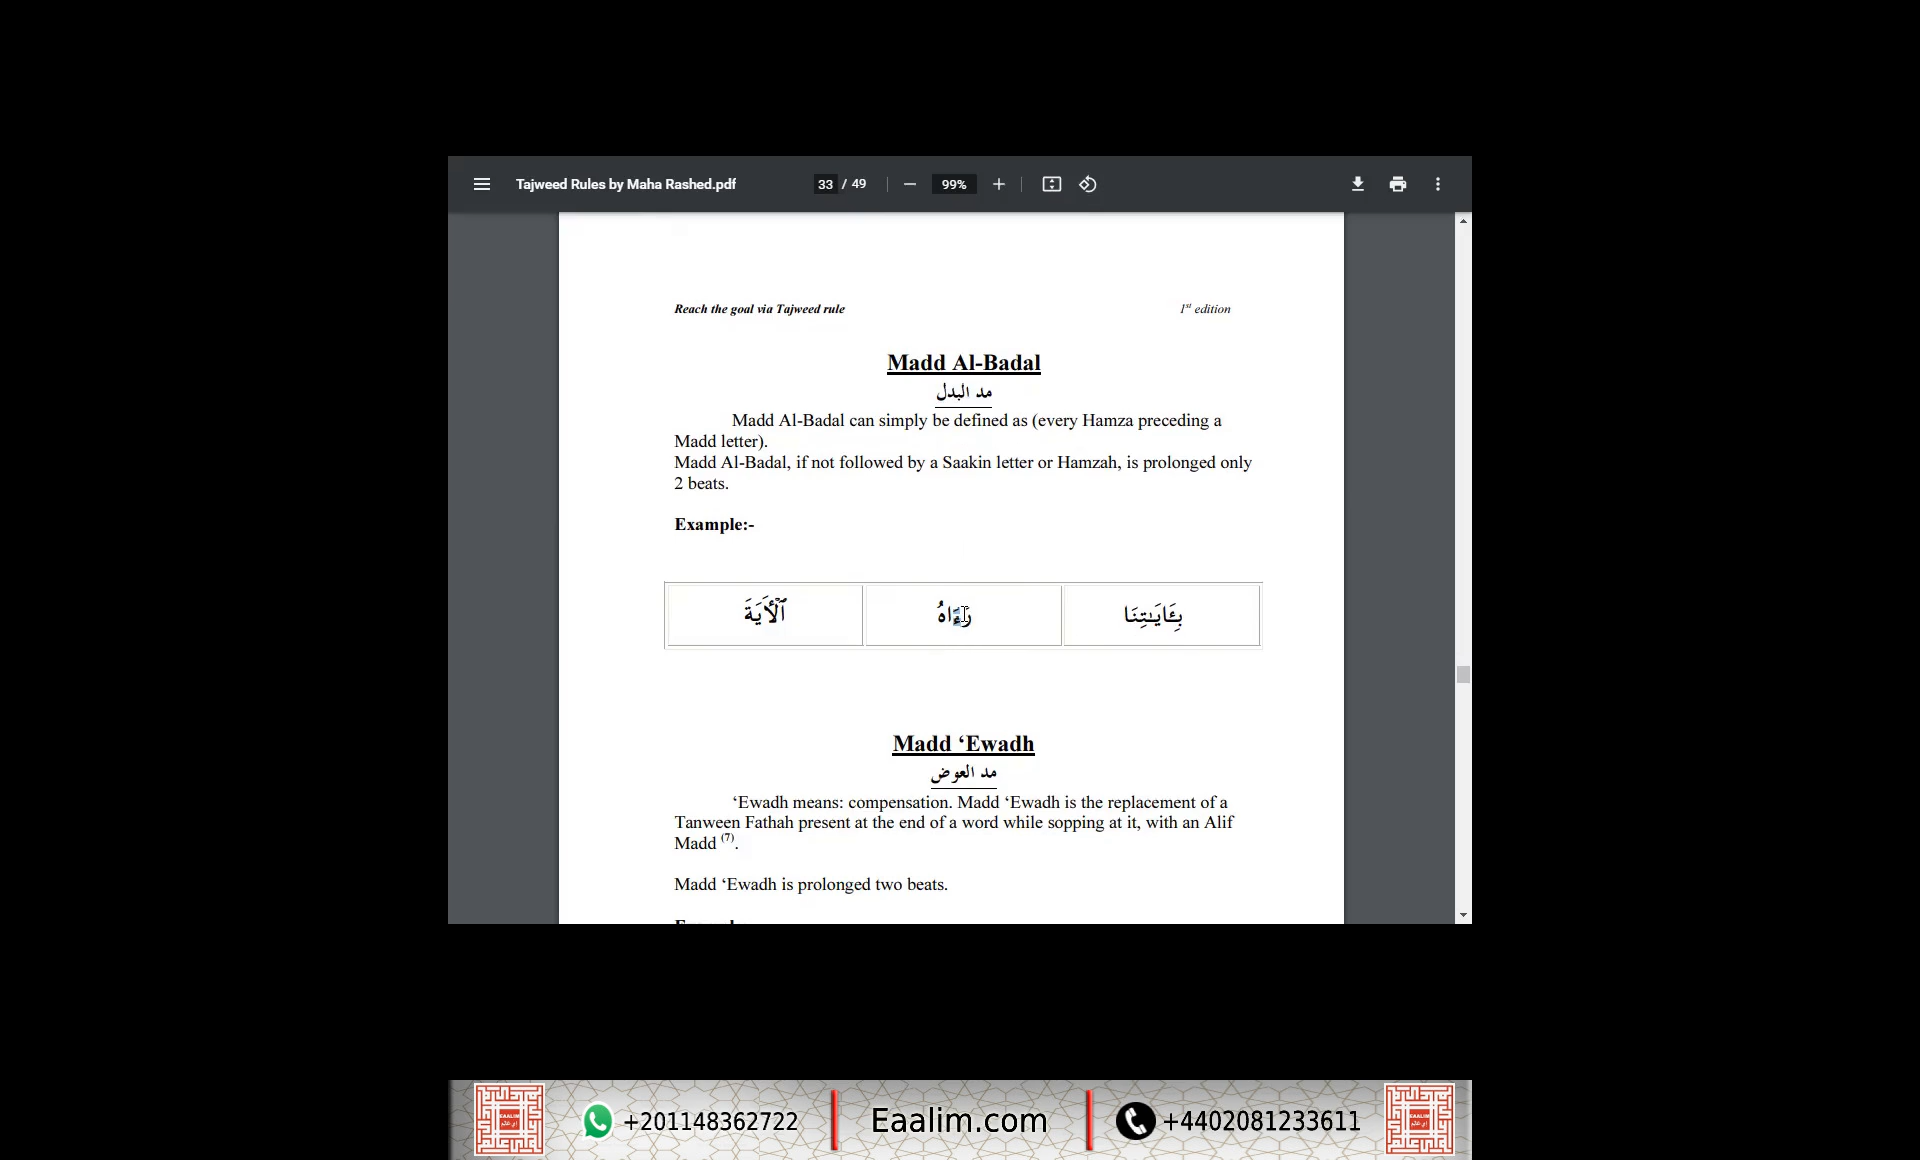 Tajweed Rules by Maha Rashed.pdf 33 / 49 99%
Reach the goal via Tajweed rule 1st edition
Madd Al-Badal
مد البدل
Madd Al-Badal can simply be defined as (every Hamza preceding a
Madd letter).
Madd Al-Badal, if not followed by a Saakin letter or Hamzah, is prolonged only
2 beats.
Example:-
بِـَٔايَـٰتِنَا رَءَاهُ ٱلْأَيَةَ
Madd ‘Ewadh
مد العوض
‘Ewadh means: compensation. Madd ‘Ewadh is the replacement of a
Tanween Fathah present at the end of a word while sopping at it, with an Alif
Madd (7).
Madd ‘Ewadh is prolonged two beats.
+201148362722 Eaalim.com +4402081233611